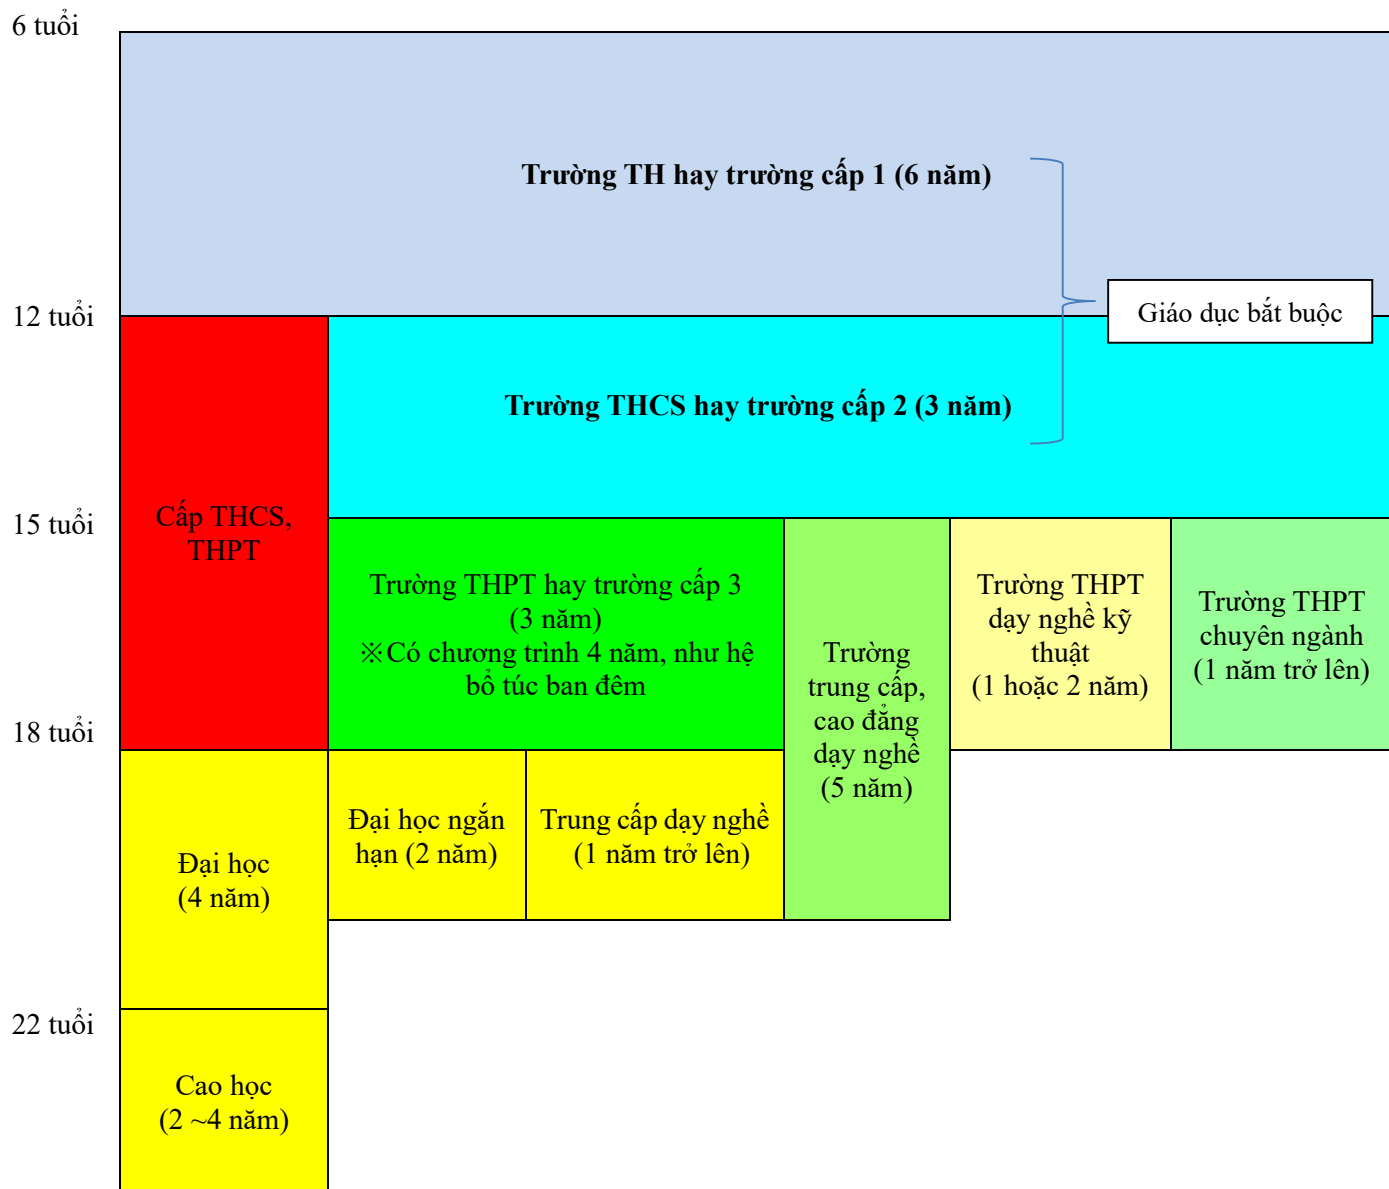 6 tuổi
Trường TH hay trường cấp 1 (6 năm)
12 tuổi
Giáo dục bắt buộc
Trường THCS hay trường cấp 2 (3 năm)
15 tuổi
Cấp THCS,
THPT
Trường THPT hay trường cấp 3
(3 năm)
※Có chương trình 4 năm, như hệ
bổ túc ban đêm
Trường
trung cấp,
cao đẳng
dạy nghề
(5 năm)
Trường THPT
dạy nghề kỹ
thuật
(1 hoặc 2 năm)
Trường THPT
chuyên ngành
(1 năm trở lên)
18 tuổi
Đại học
(4 năm)
Đại học ngắn
hạn (2 năm)
Trung cấp dạy nghề
(1 năm trở lên)
22 tuổi
Cao học
(2 ~4 năm)